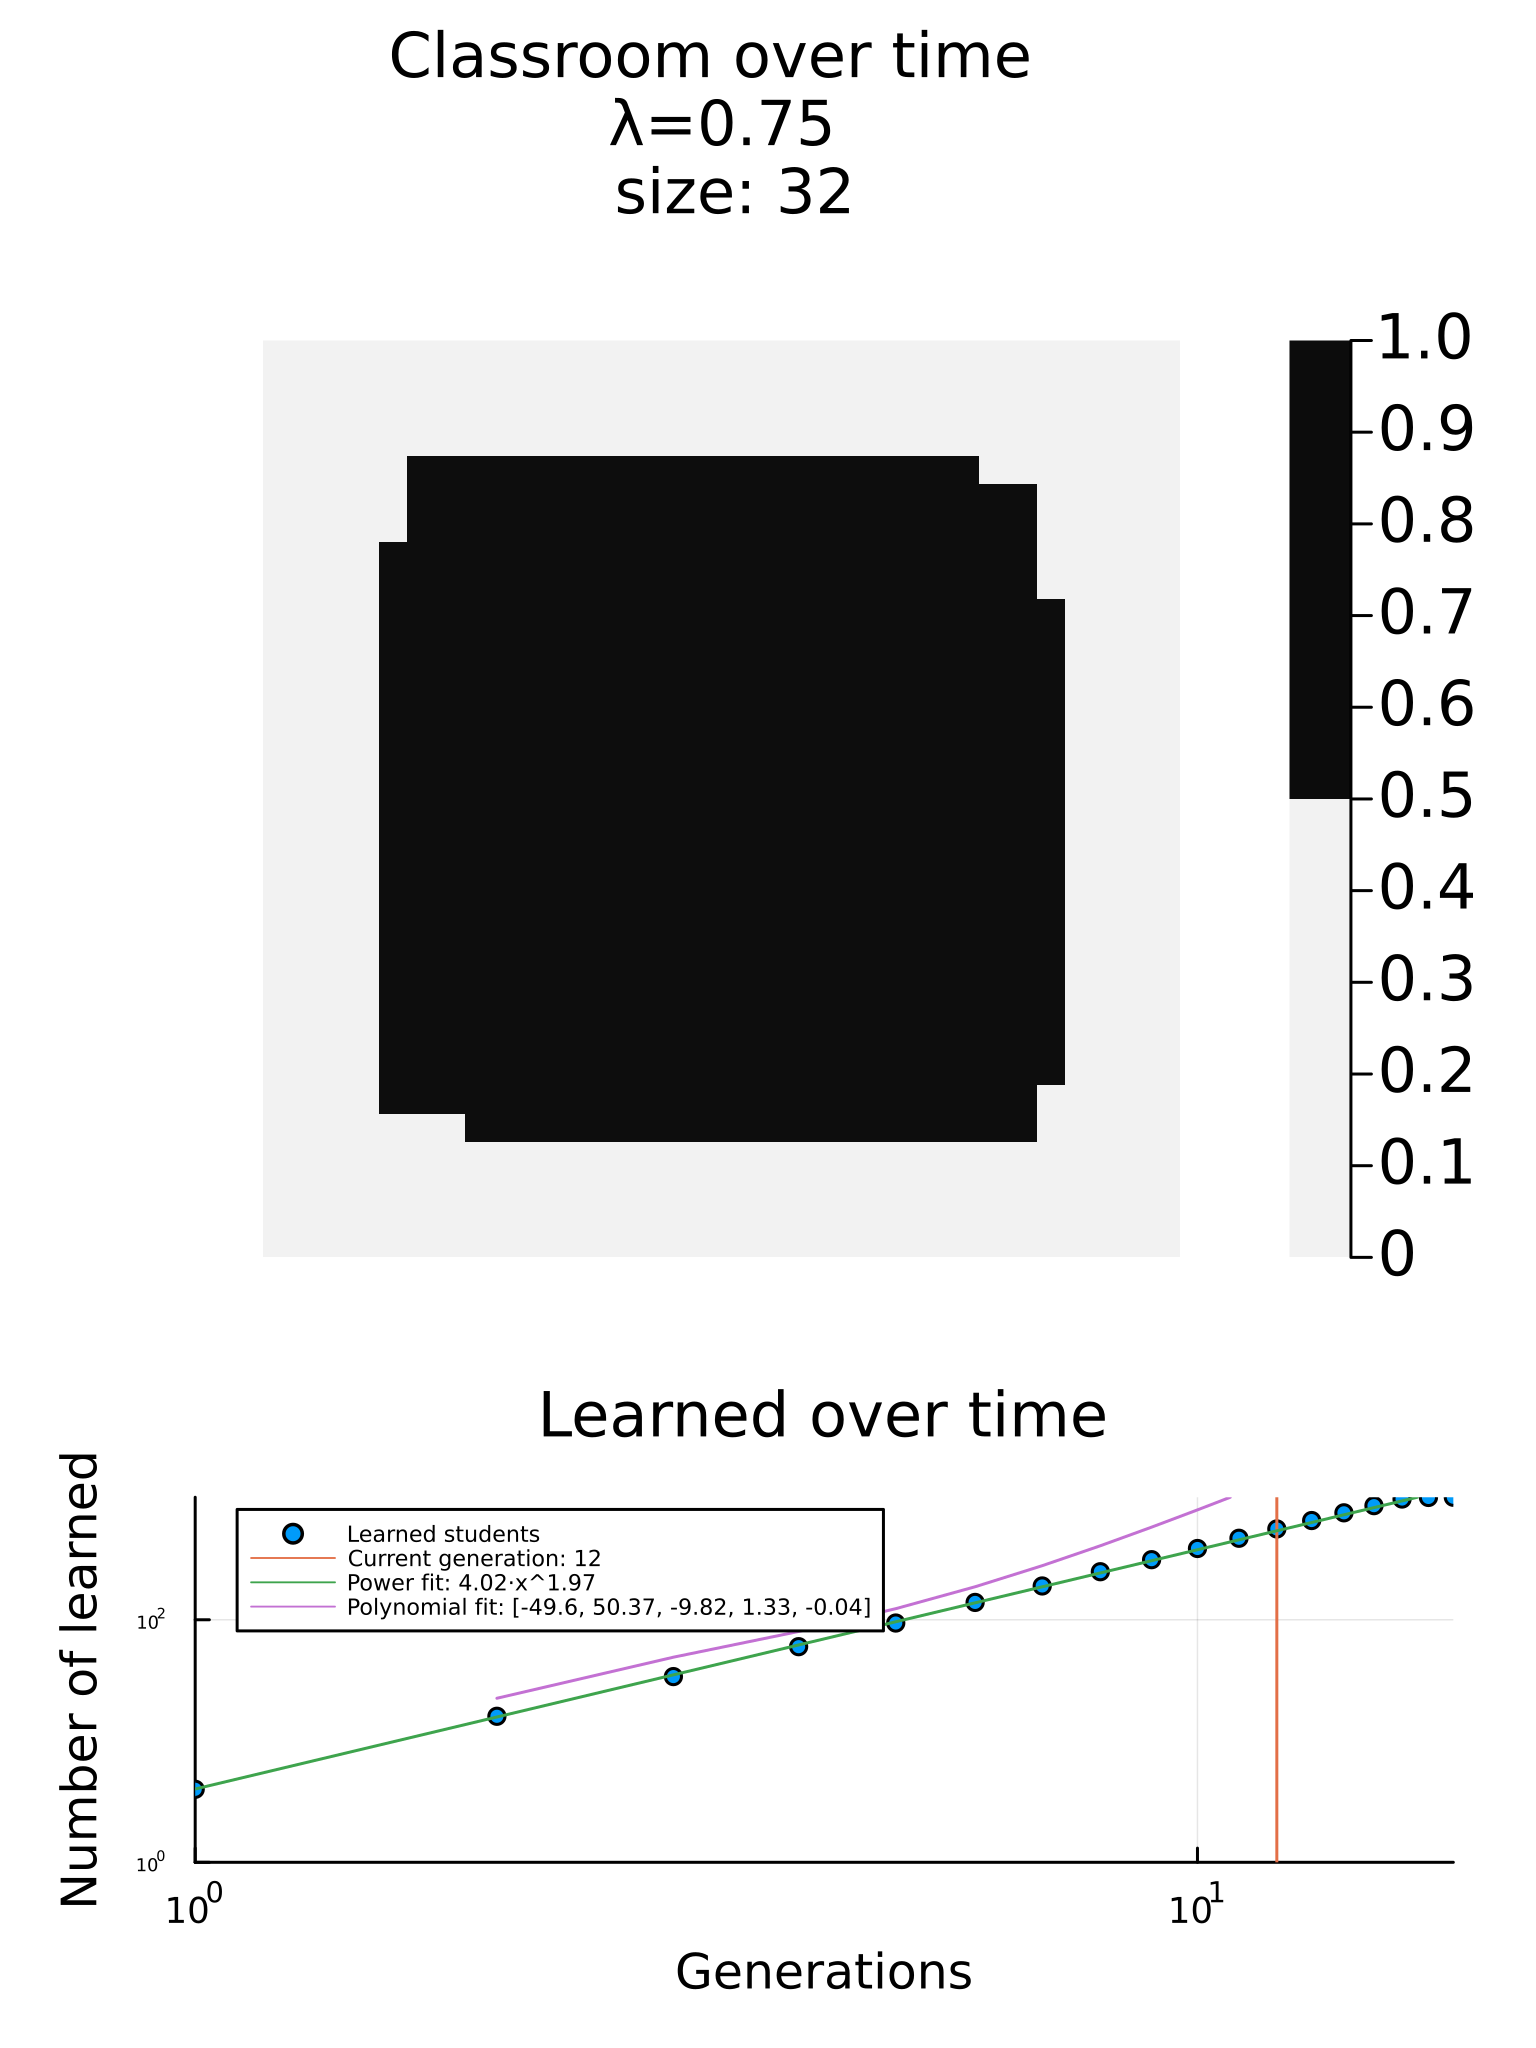 Classroom over time
λ=0.75
size: 32
1.0
0.9
0.8
0.7
0.6
0.5
0.4
0.3
0.2
0.1
0
Learned over time
Number of learned
Learned students
Current generation: 12
Power fit: 4.02·x^1.97
Polynomial fit: [-49.6, 50.37, -9.82, 1.33, -0.04]
10²
10⁰
10⁰ 10¹
Generations